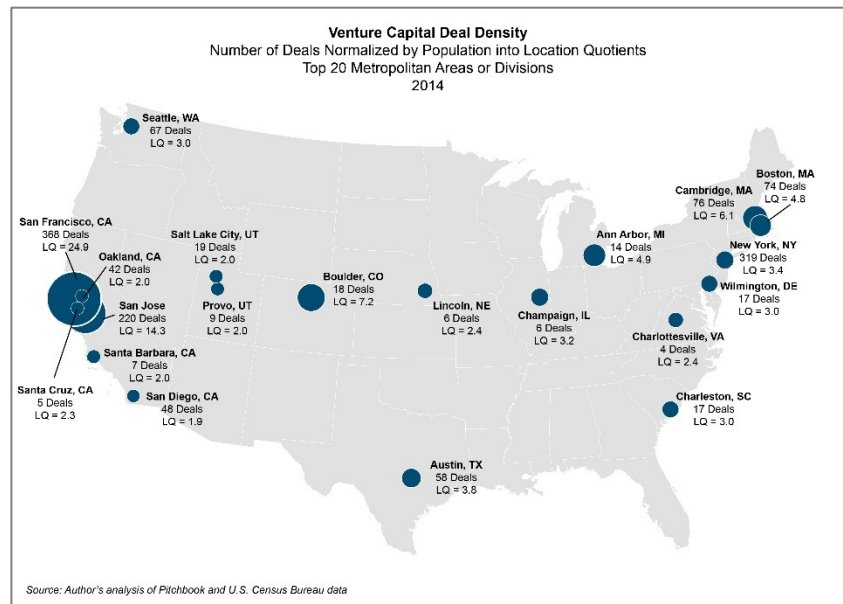 Venture Capital Deal Density
Number of Deals Normalized by Population into Location Quotients
Top 20 Metropolitan Areas or Divisions
2014
Seattle, WA
67 Deals
LQ = 3.0
Boston, MA
74 Deals
LQ = 4.8
Cambridge, MA
76 Deals
LQ = 6.1
San Francisco, CA
368 Deals
LQ = 24.9
Oakland, CA
42 Deals
LQ = 2.0
Salt Lake City, UT
19 Deals
LQ = 2.0
Ann Arbor, MI
14 Deals
LQ = 4.9
New York, NY
319 Deals
LQ = 3.4
Boulder, CO
18 Deals
LQ = 7.2
Wilmington, DE
17 Deals
LQ = 3.0
San Jose
220 Deals
LQ = 14.3
Provo, UT
9 Deals
LQ = 2.0
Lincoln, NE
6 Deals
LQ = 2.4
Champaign, IL
6 Deals
LQ = 3.2
Charlottesville, VA
4 Deals
LQ = 2.4
Santa Barbara, CA
7 Deals
LQ = 2.0
Santa Cruz, CA
5 Deals
LQ = 2.3
San Diego, CA
48 Deals
LQ = 1.9
Charleston, SC
17 Deals
LQ = 3.0
Austin, TX
58 Deals
LQ = 3.8
Source: Author's analysis of Pitchbook and U.S. Census Bureau data